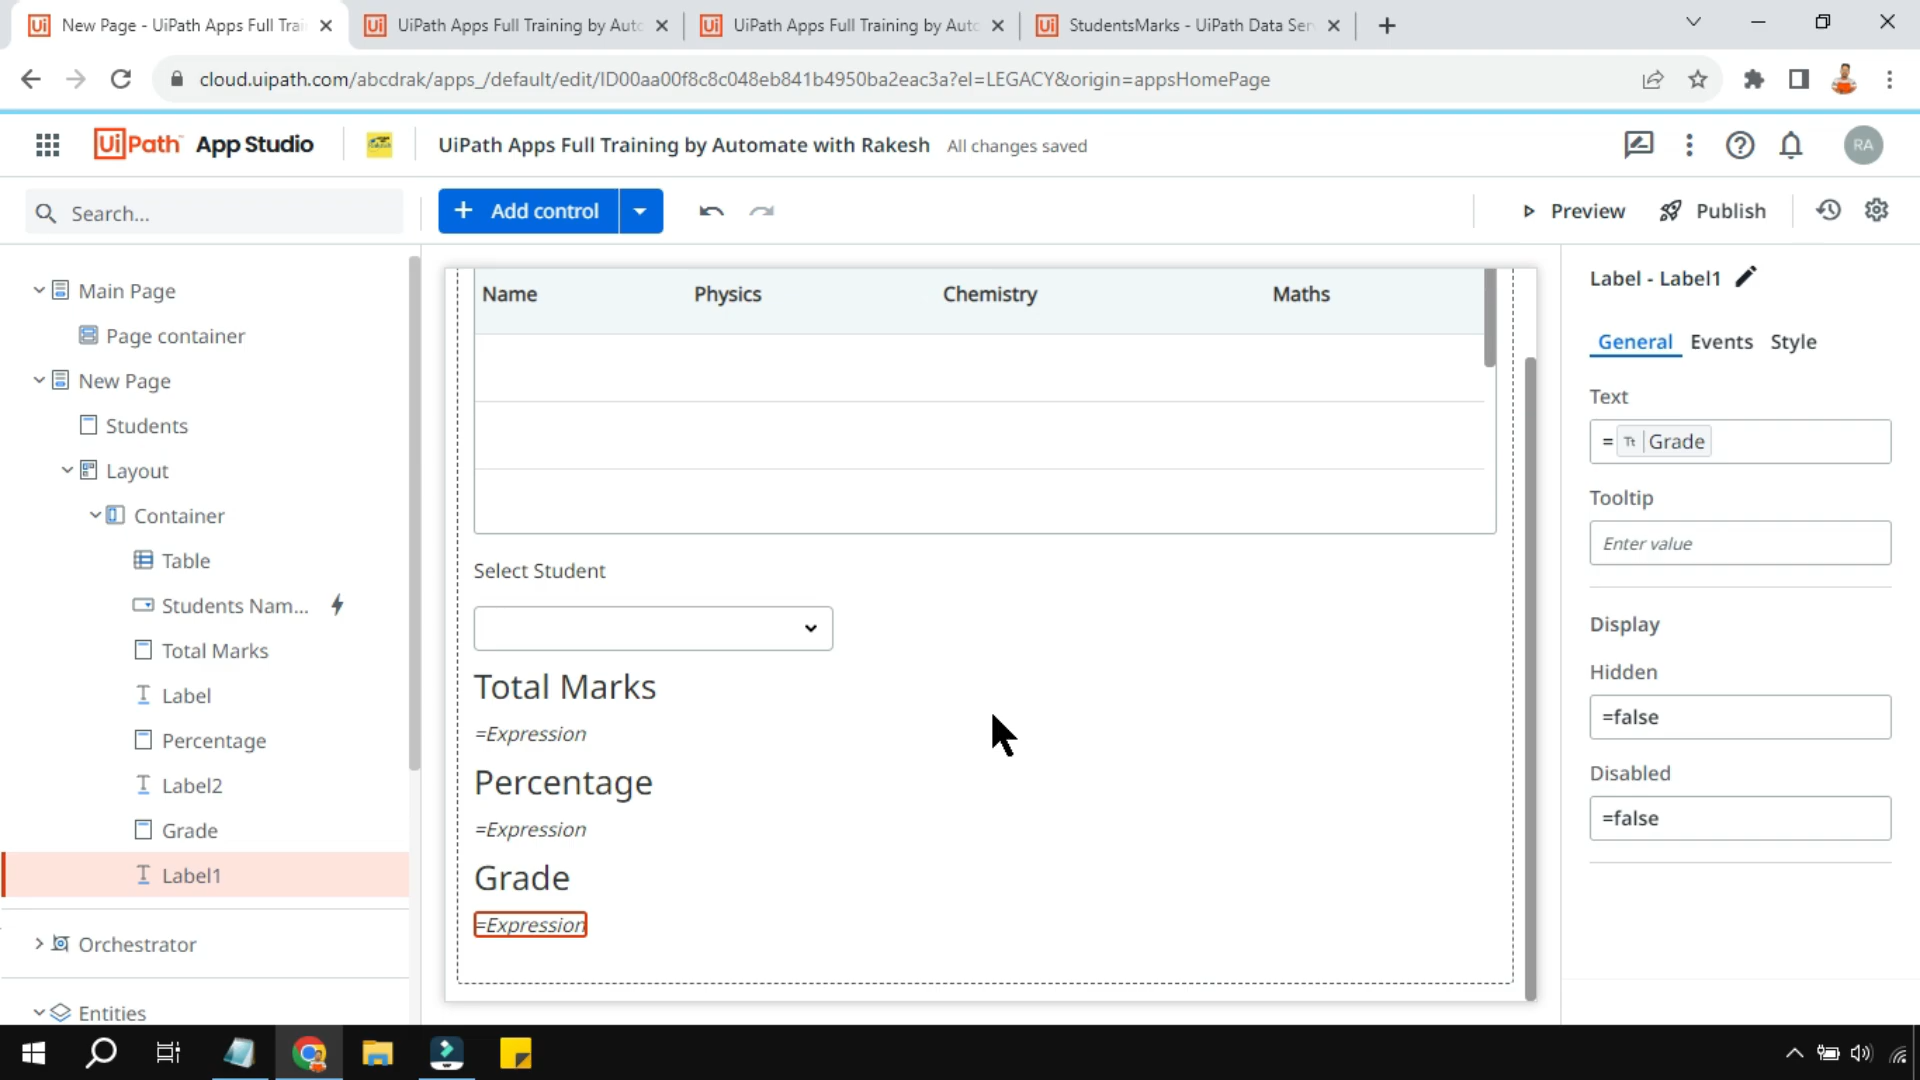 New Page - UiPath Apps Full Trai
UiPath Apps Full Training by Auto
UiPath Apps Full Training by Auto
StudentsMarks - UiPath Data Ser
cloud.uipath.com/abcdrak/apps_/default/edit/ID00aa00f8c8c048eb841b4950ba2eac3a?el=LEGACY&origin=appsHomePage
UiPath App Studio
UiPath Apps Full Training by Automate with Rakesh All changes saved
RA
Search...
Add control
Preview
Publish
Main Page
Page container
New Page
Students
Layout
Container
Table
Students Nam...
Total Marks
Label
Percentage
Label2
Grade
Label1
Orchestrator
Entities
Name Physics Chemistry Maths
Select Student
Total Marks
=Expression
Percentage
=Expression
Grade
=Expression
Label - Label1
General Events Style
Text
= Tt Grade
Tooltip
Enter value
Display
Hidden
=false
Disabled
=false